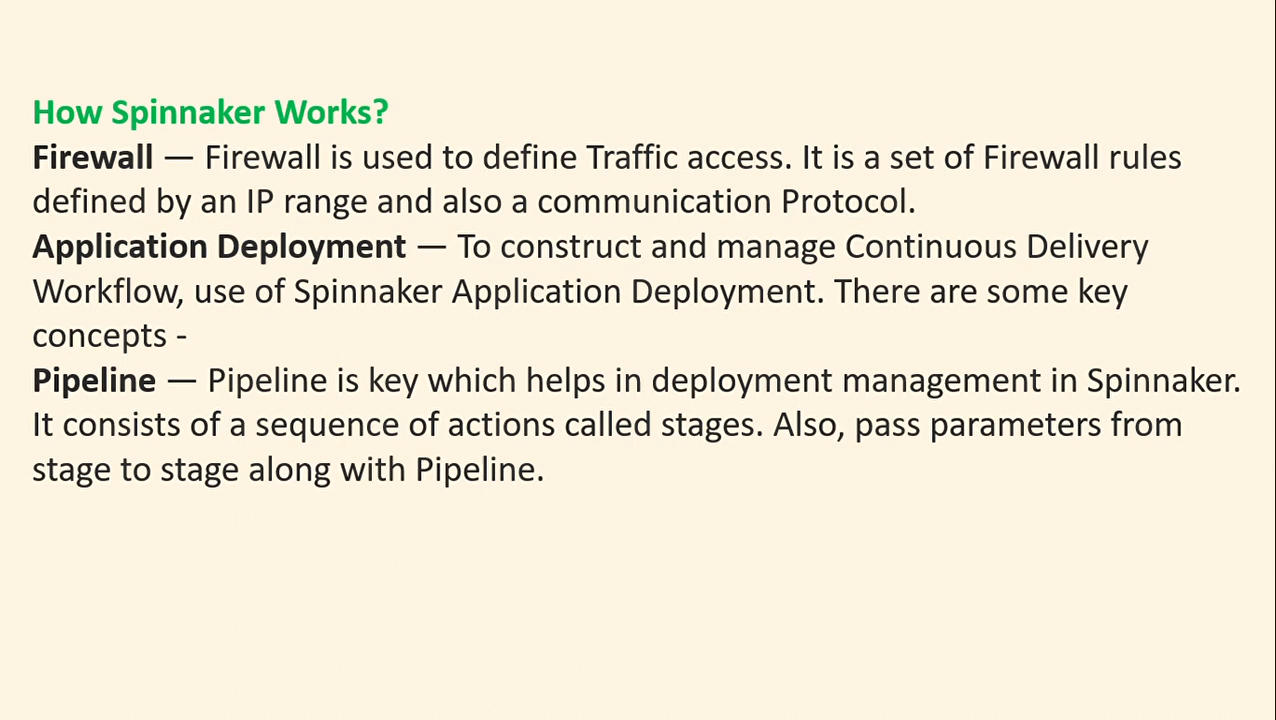 How Spinnaker Works?
Firewall — Firewall is used to define Traffic access. It is a set of Firewall rules
defined by an IP range and also a communication Protocol.
Application Deployment — To construct and manage Continuous Delivery
Workflow, use of Spinnaker Application Deployment. There are some key
concepts -
Pipeline — Pipeline is key which helps in deployment management in Spinnaker.
It consists of a sequence of actions called stages. Also, pass parameters from
stage to stage along with Pipeline.